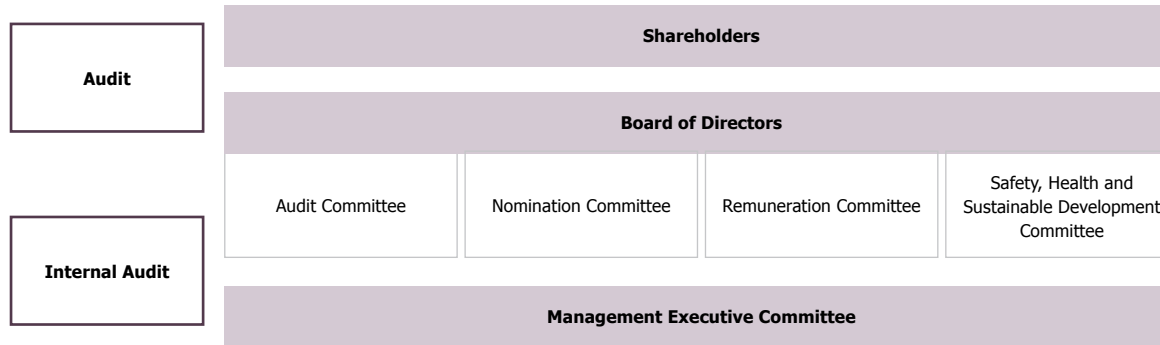 Audit
Shareholders
Board of Directors
Audit Committee
Nomination Committee
Remuneration Committee
Safety, Health and
Sustainable Development
Committee
Internal Audit
Management Executive Committee